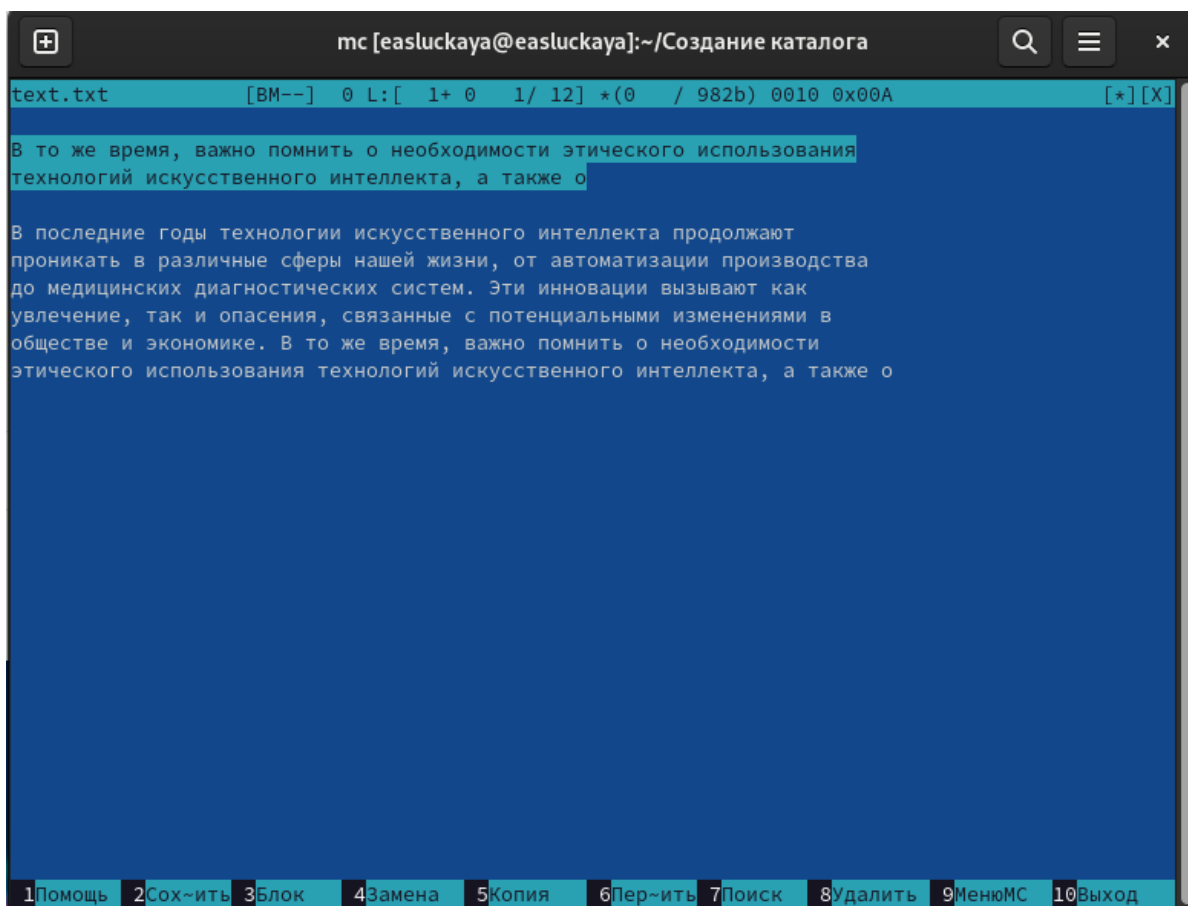 mc [easluckaya@easluckaya]:~/Создание каталога
text.txt [BM--] 0 L:[ 1+ 0 1/ 12] *(0 / 982b) 0010 0x00A [*][X]
В то же время, важно помнить о необходимости этического использования
технологий искусственного интеллекта, а также о
В последние годы технологии искусственного интеллекта продолжают
проникать в различные сферы нашей жизни, от автоматизации производства
до медицинских диагностических систем. Эти инновации вызывают как
увлечение, так и опасения, связанные с потенциальными изменениями в
обществе и экономике. В то же время, важно помнить о необходимости
этического использования технологий искусственного интеллекта, а также о
1Помощь 2Сох~ить 3Блок 4Замена 5Копия 6Пер~ить 7Поиск 8Удалить 9МенюМС 10Выход